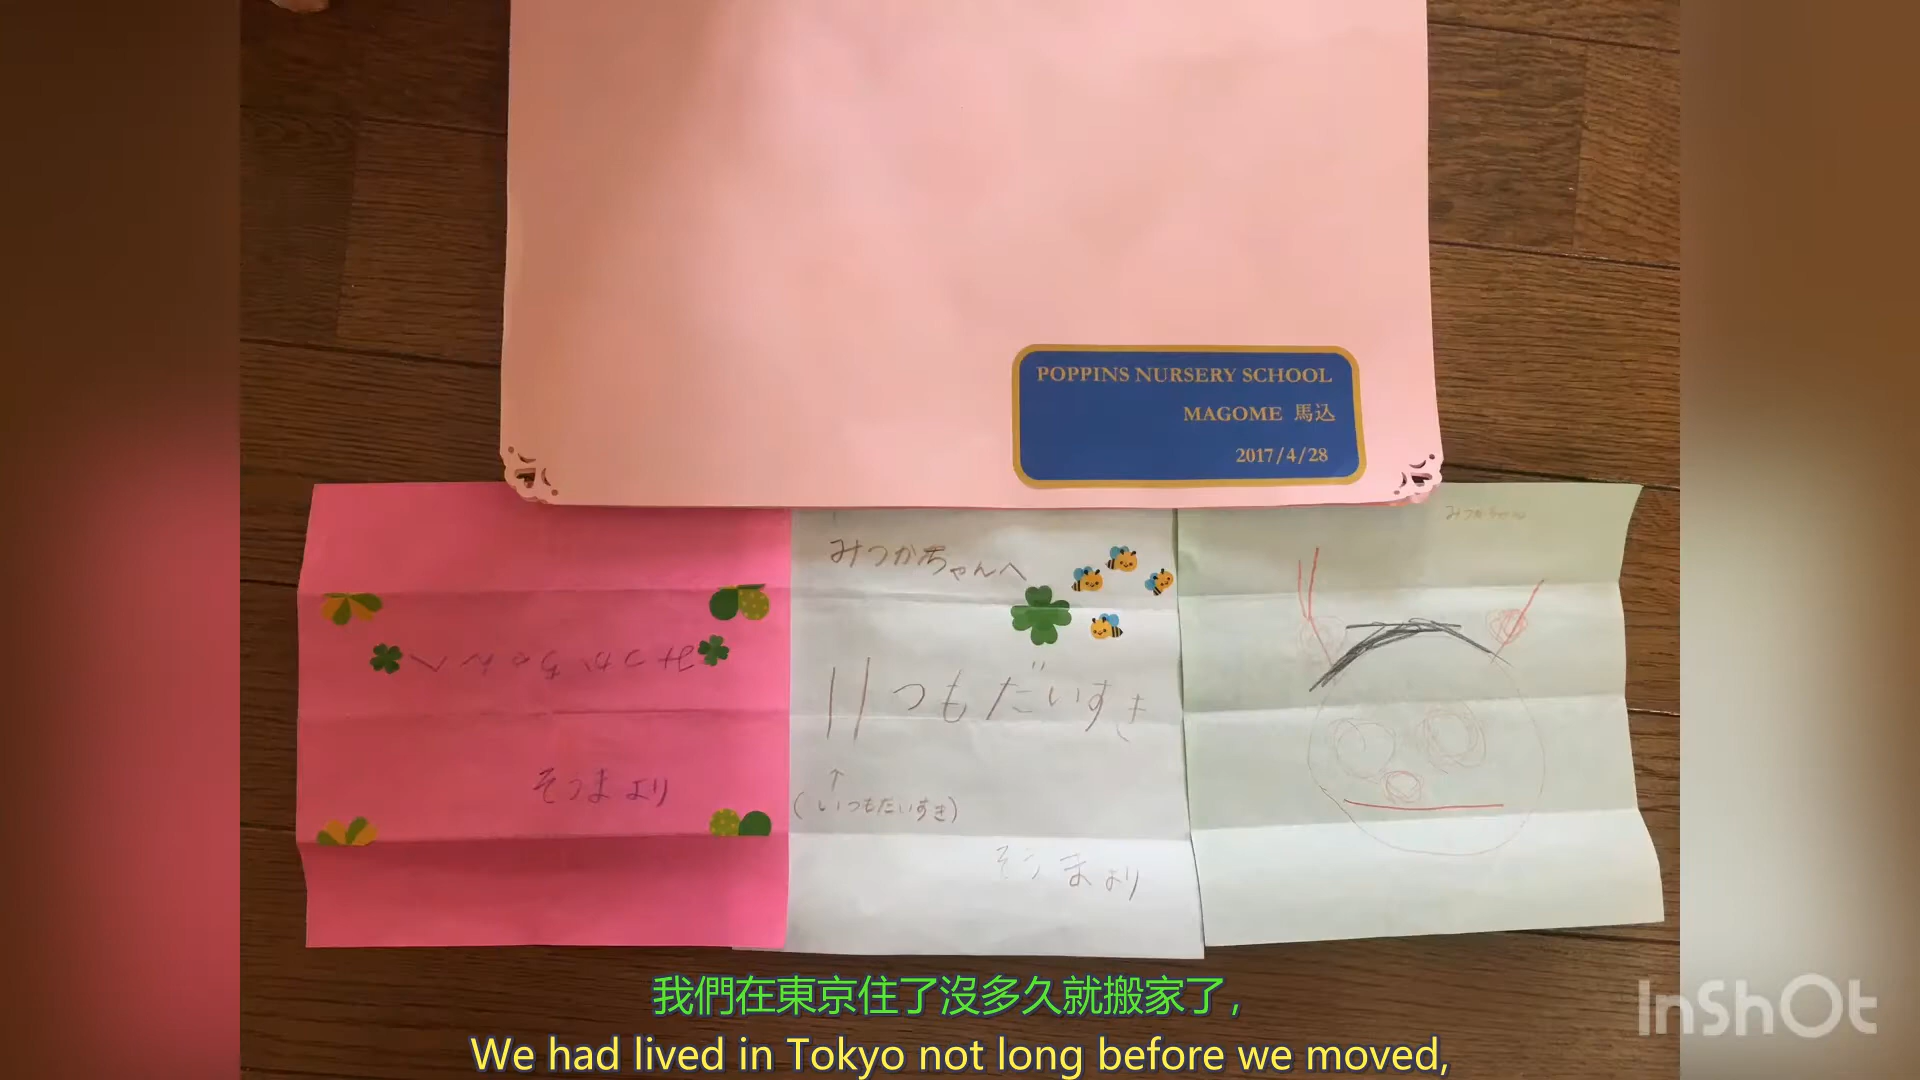 POPPINS NURSERY SCHOOL
MAGOME 馬込
2017/4/28
みつかちゃんへ
そうまより
みつかちゃんへ
いつもだいすき
↑
(いつもだいすき)
そうまより
みつかちゃん
我們在東京住了沒多久就搬家了，
We had lived in Tokyo not long before we moved,
InShOt